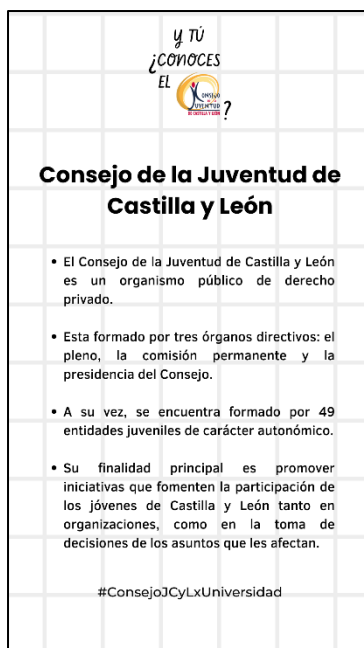 Y TÚ
¿CONOCES
EL
CONSEJO
DE LA
JUVENTUD
DE CASTILLA Y LEÓN
?
Consejo de la Juventud de
Castilla y León
• El Consejo de la Juventud de Castilla y León
es un organismo público de derecho
privado.
• Esta formado por tres órganos directivos: el
pleno, la comisión permanente y la
presidencia del Consejo.
• A su vez, se encuentra formado por 49
entidades juveniles de carácter autonómico.
• Su finalidad principal es promover
iniciativas que fomenten la participación de
los jóvenes de Castilla y León tanto en
organizaciones, como en la toma de
decisiones de los asuntos que les afectan.
#ConsejoJCyLxUniversidad